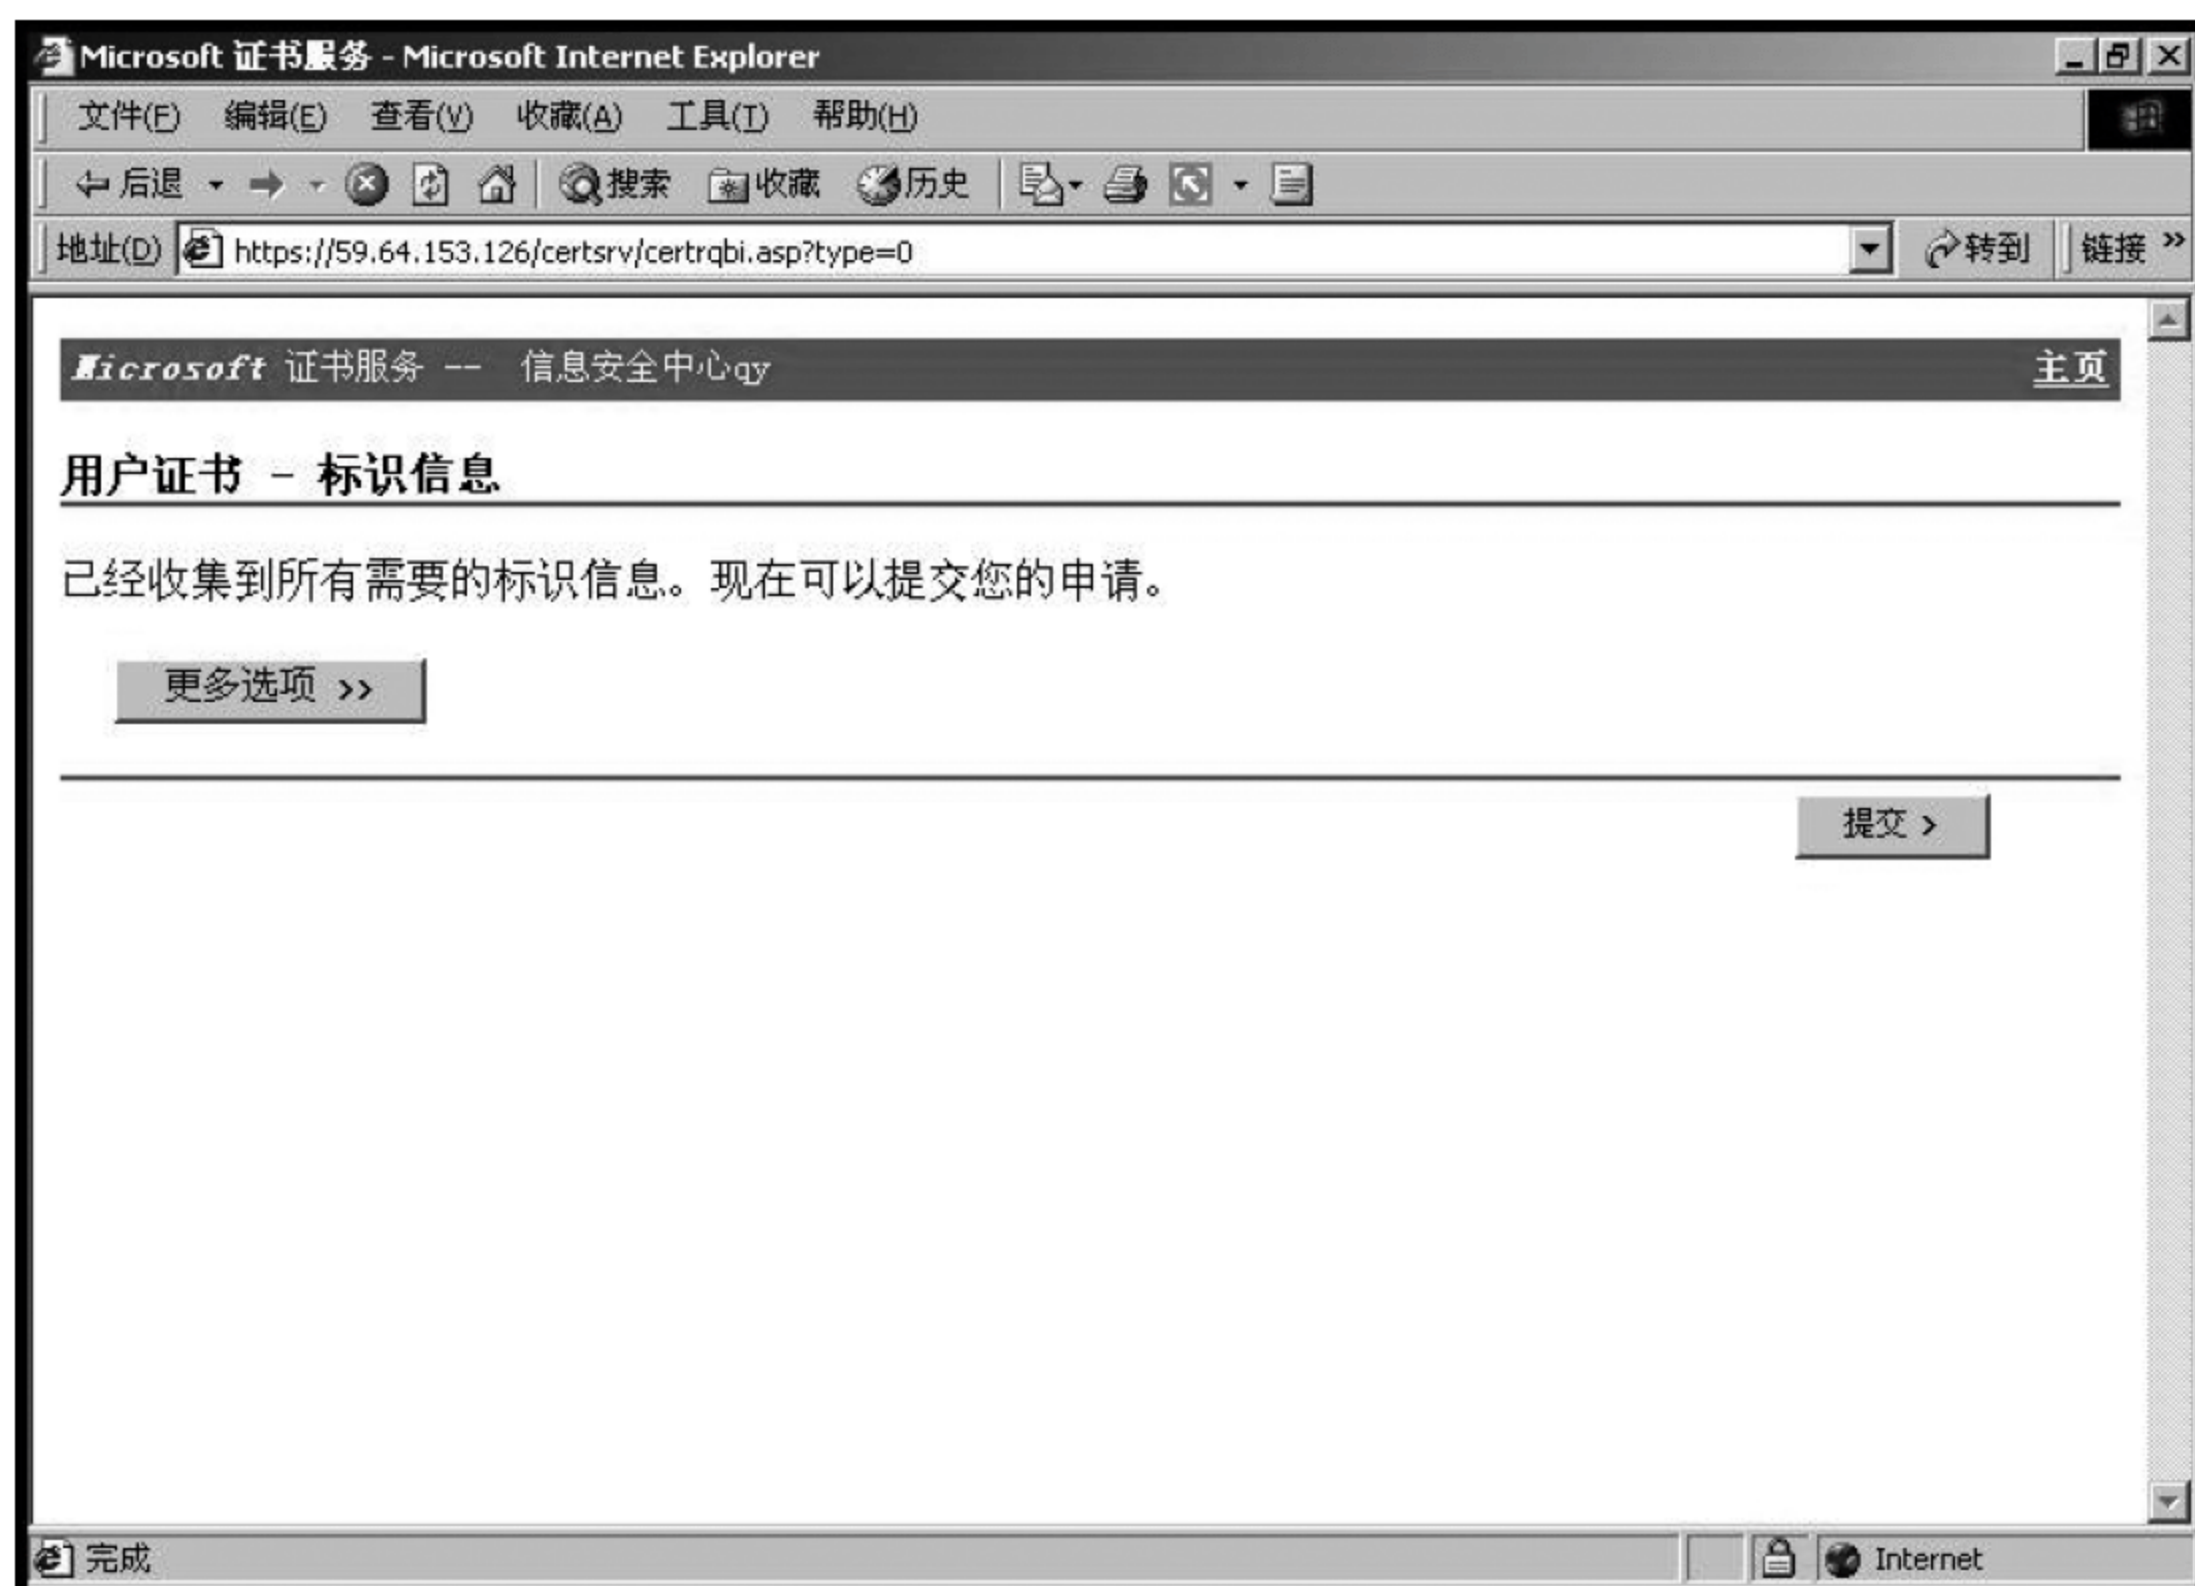 Microsoft 证书服务 - Microsoft Internet Explorer
文件(F) 编辑(E) 查看(V) 收藏(A) 工具(T) 帮助(H)
后退 搜索 收藏 历史
地址(D) https://59.64.153.126/certsrv/certrqbi.asp?type=0 转到 链接 »
Microsoft 证书服务 -- 信息安全中心qy 主页
用户证书 - 标识信息
已经收集到所有需要的标识信息。现在可以提交您的申请。
更多选项 >>
提交 >
完成 Internet